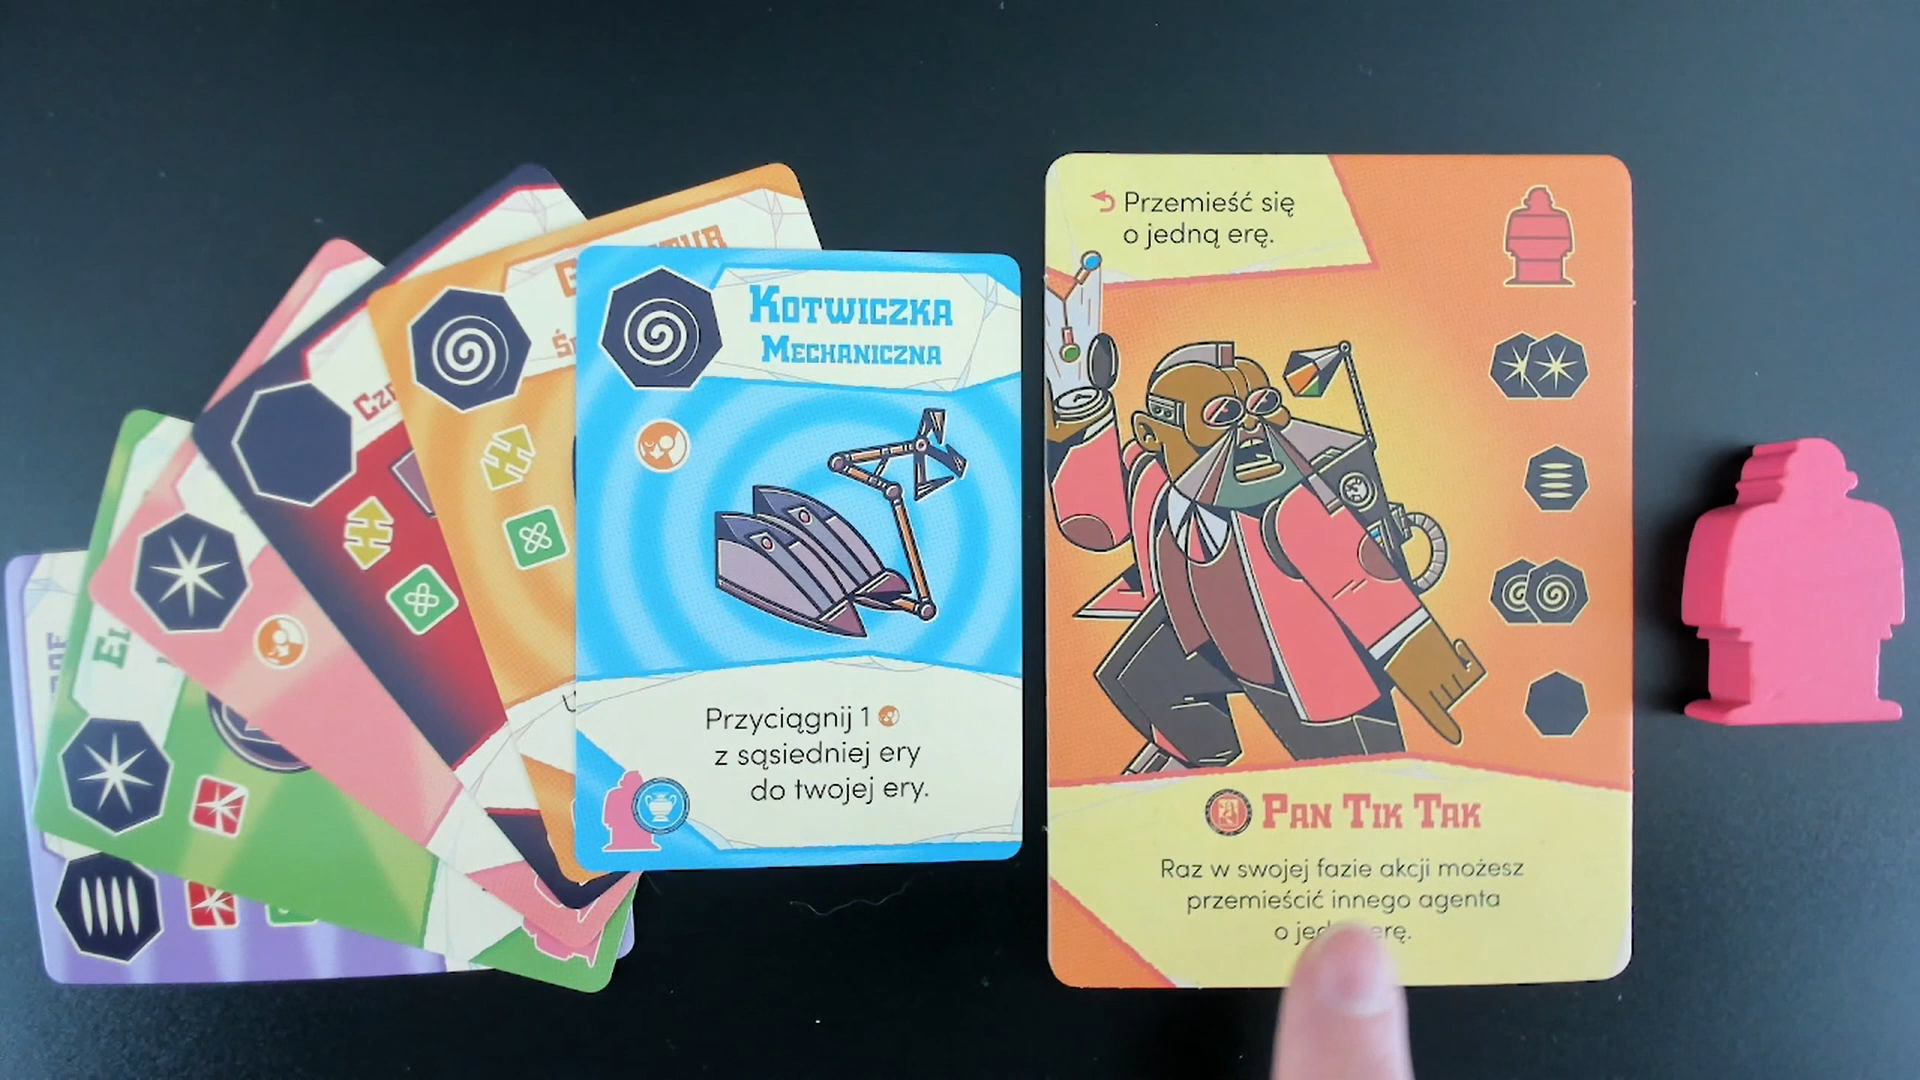 Kotwiczka
Mechaniczna
Przyciągnij 1
z sąsiedniej ery
do twojej ery.
Przemieść się
o jedną erę.
Pan Tik Tak
Raz w swojej fazie akcji możesz
przemieścić innego agenta
o erę.